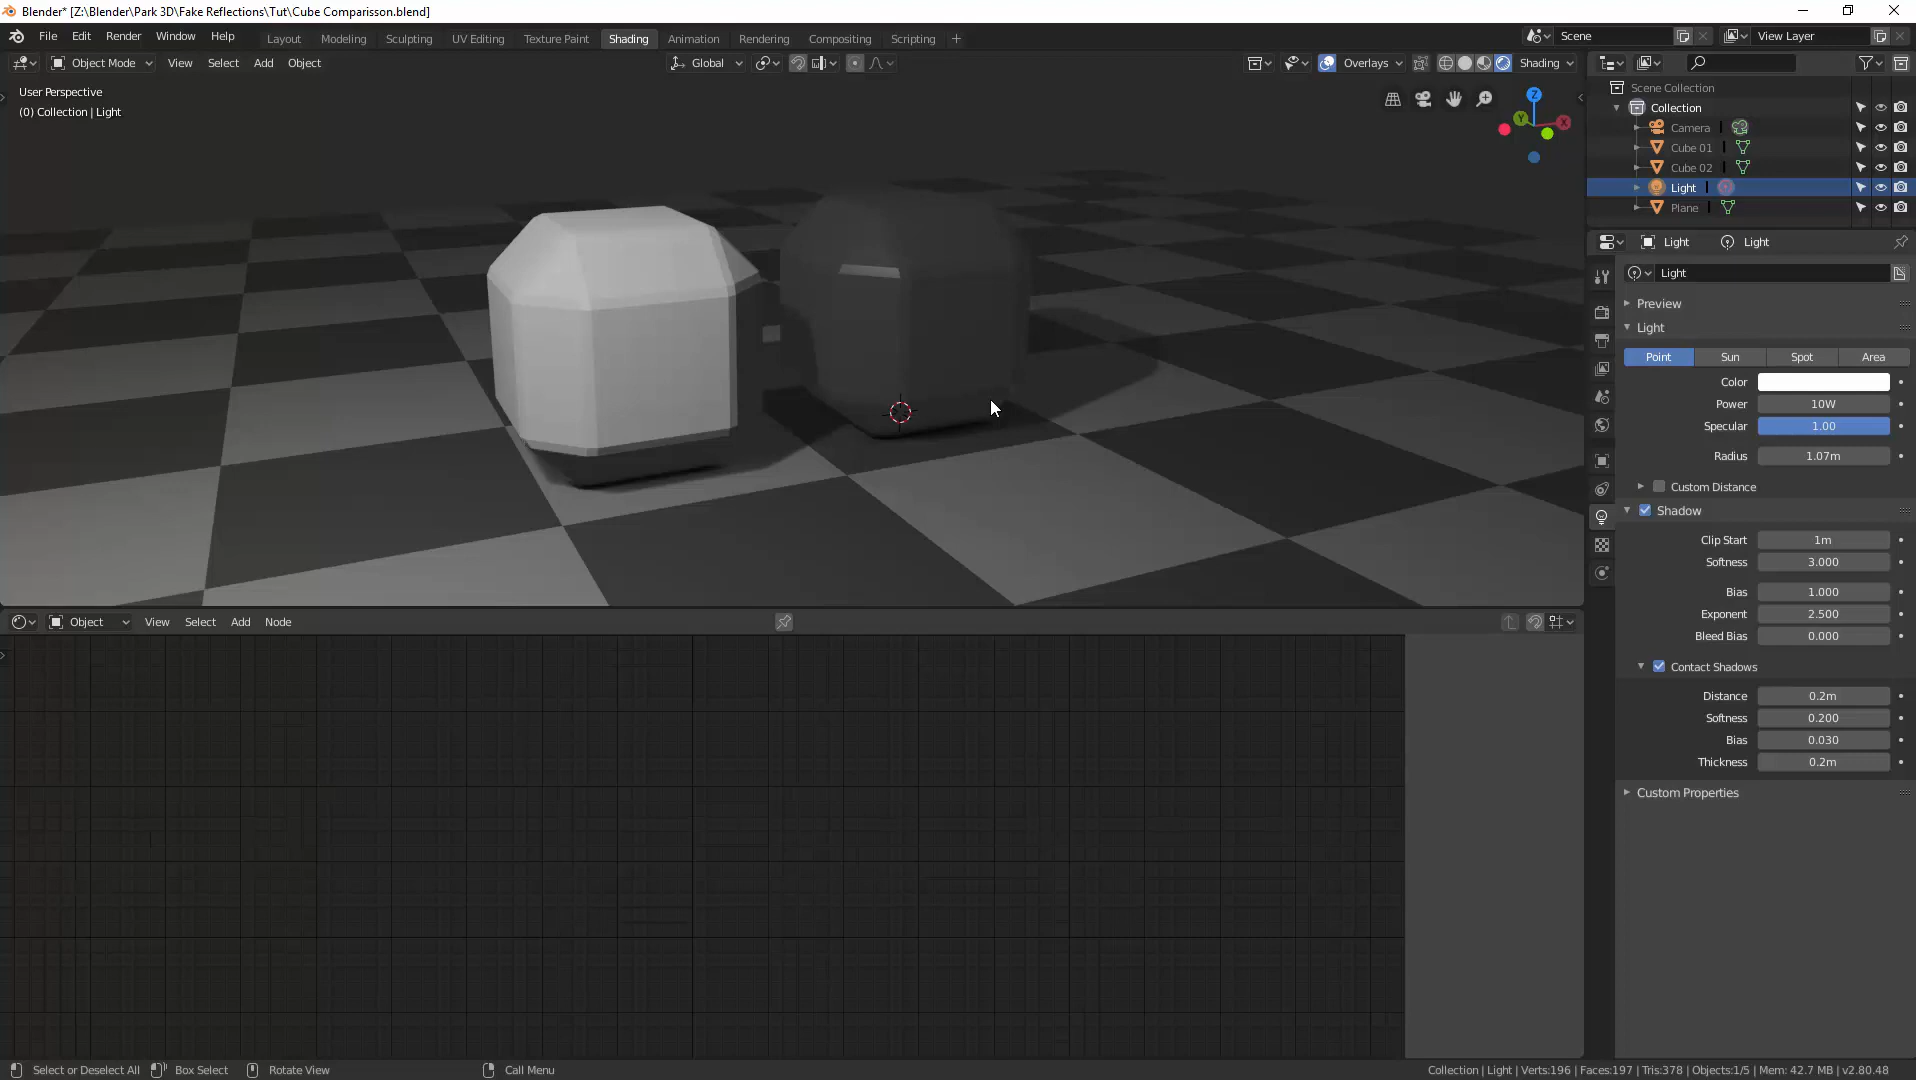 Blender* [Z:\Blender\Park 3D\Fake Reflections\Tut\Cube Comparisson.blend]
File Edit Render Window Help
Layout Modeling Sculpting UV Editing Texture Paint Shading Animation Rendering Compositing Scripting +
Scene View Layer
Object Mode View Select Add Object
Global Overlays Shading
User Perspective
(0) Collection | Light
Z
Y
X
Scene Collection
Collection
Camera
Cube 01
Cube 02
Light
Plane
Light Light
Light
Preview
Light
Point Sun Spot Area
Color
Power 10W
Specular 1.00
Radius 1.07m
Custom Distance
Shadow
Clip Start 1m
Softness 3.000
Bias 1.000
Exponent 2.500
Bleed Bias 0.000
Contact Shadows
Distance 0.2m
Softness 0.200
Bias 0.030
Thickness 0.2m
Custom Properties
Object View Select Add Node
Select or Deselect All Box Select Rotate View Call Menu
Collection | Light | Verts:196 | Faces:197 | Tris:378 | Objects:1/5 | Mem: 42.7 MB | v2.80.48